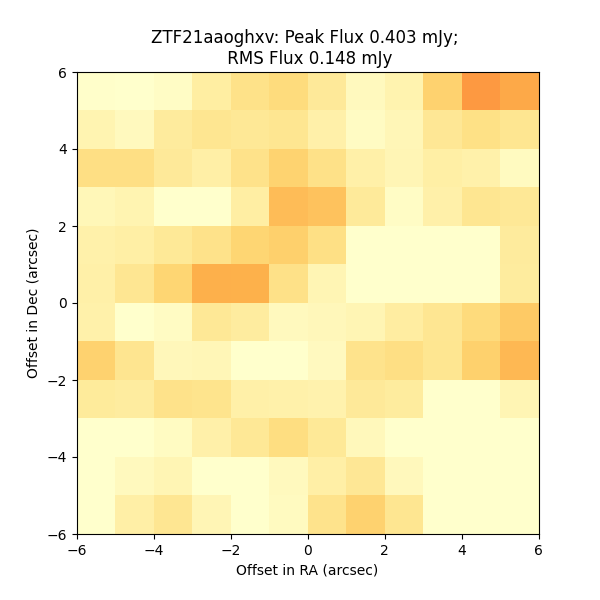 ZTF21aaoghxv: Peak Flux 0.403 mJy;
RMS Flux 0.148 mJy
6
4
2
0
−2
−4
−6
Offset in Dec (arcsec)
−6 −4 −2 0 2 4 6
Offset in RA (arcsec)